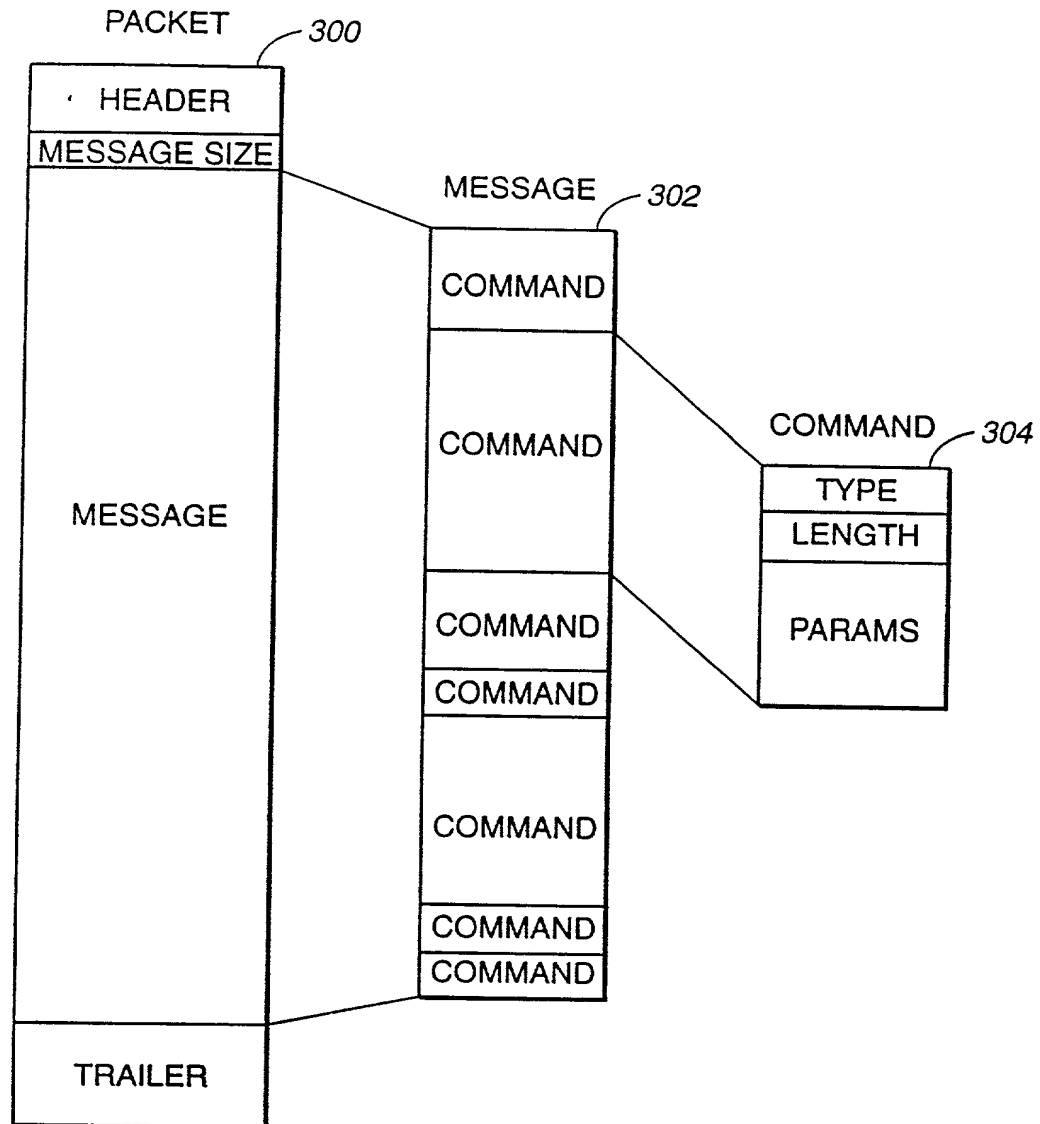 PACKET
300
HEADER
MESSAGE SIZE
MESSAGE
TRAILER
MESSAGE
302
COMMAND
COMMAND
COMMAND
COMMAND
COMMAND
COMMAND
COMMAND
COMMAND
304
TYPE
LENGTH
PARAMS